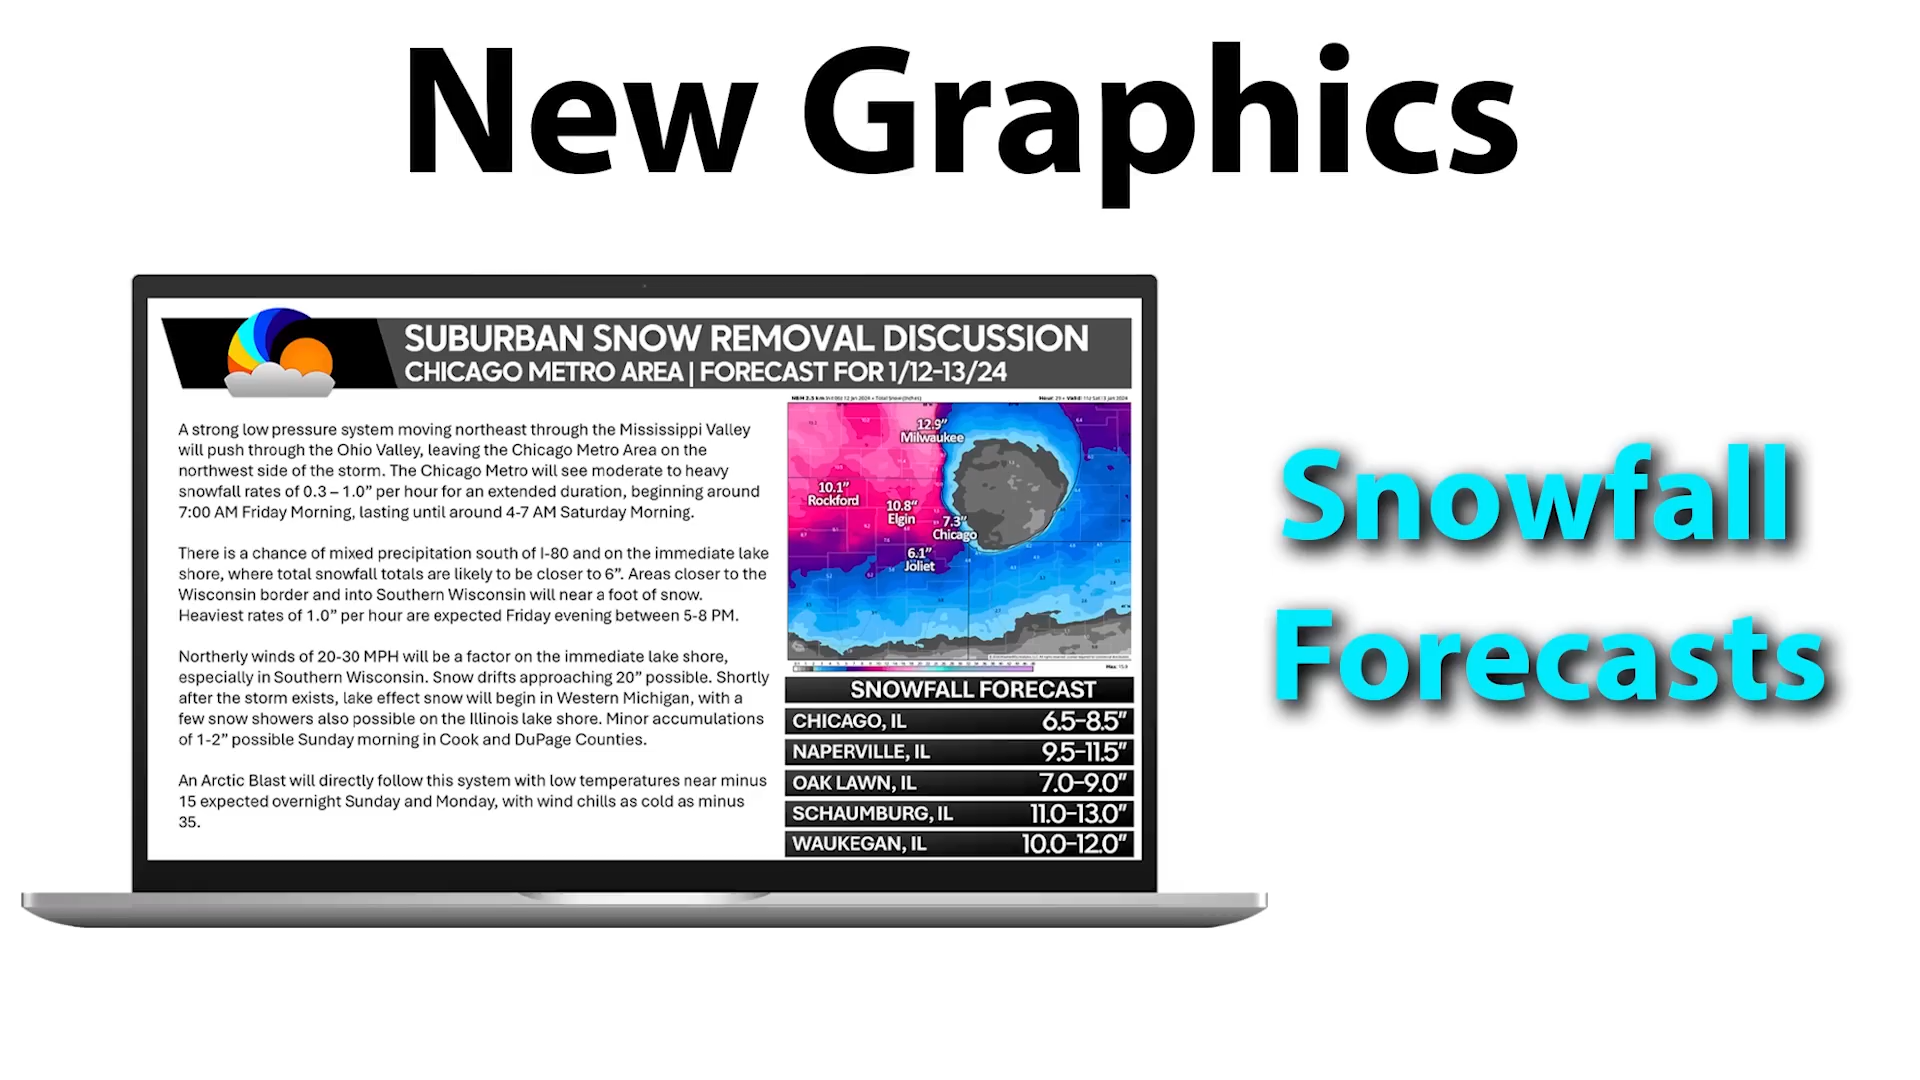 New Graphics
SUBURBAN SNOW REMOVAL DISCUSSION
CHICAGO METRO AREA | FORECAST FOR 1/12-13/24
A strong low pressure system moving northeast through the Mississippi Valley
will push through the Ohio Valley, leaving the Chicago Metro Area on the
northwest side of the storm. The Chicago Metro will see moderate to heavy
snowfall rates of 0.3 – 1.0” per hour for an extended duration, beginning around
7:00 AM Friday Morning, lasting until around 4-7 AM Saturday Morning.
There is a chance of mixed precipitation south of I-80 and on the immediate lake
shore, where total snowfall totals are likely to be closer to 6”. Areas closer to the
Wisconsin border and into Southern Wisconsin will near a foot of snow.
Heaviest rates of 1.0” per hour are expected Friday evening between 5-8 PM.
Northerly winds of 20-30 MPH will be a factor on the immediate lake shore,
especially in Southern Wisconsin. Snow drifts approaching 20” possible. Shortly
after the storm exists, lake effect snow will begin in Western Michigan, with a
few snow showers also possible on the Illinois lake shore. Minor accumulations
of 1-2” possible Sunday morning in Cook and DuPage Counties.
An Arctic Blast will directly follow this system with low temperatures near minus
15 expected overnight Sunday and Monday, with wind chills as cold as minus
35.
12.9”
Milwaukee
10.1”
Rockford
10.8”
Elgin
7.3”
Chicago
6.1”
Joliet
SNOWFALL FORECAST
CHICAGO, IL 6.5-8.5”
NAPERVILLE, IL 9.5-11.5”
OAK LAWN, IL 7.0-9.0”
SCHAUMBURG, IL 11.0-13.0”
WAUKEGAN, IL 10.0-12.0”
Snowfall
Forecasts